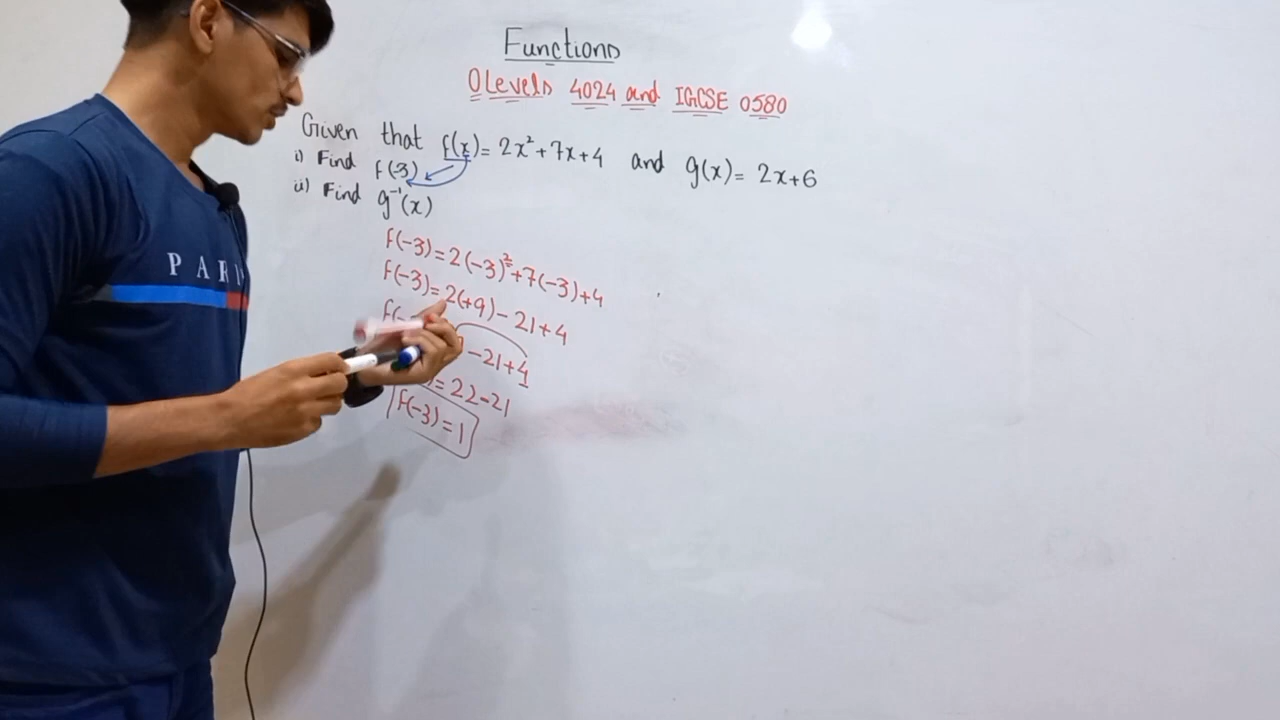 Functions
OLevels 4024 and IGCSE 0580
Given that f(x) = 2x²+7x+4 and g(x) = 2x+6
i) Find f(-3)
ii) Find g⁻¹(x)
f(-3) = 2(-3)²+7(-3)+4
f(-3) = 2(+9) - 21+4
-21+4
= 22-21
f(-3) = 1
PARI